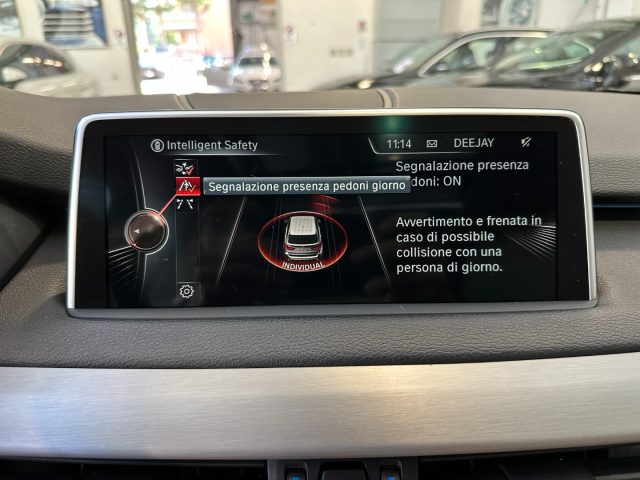 Intelligent Safety
11:14
DEEJAY
Segnalazione presenza
doni: ON
Segnalazione presenza pedoni giorno
Avvertimento e frenata in
caso di possibile
collisione con una
persona di giorno.
INDIVIDUAL